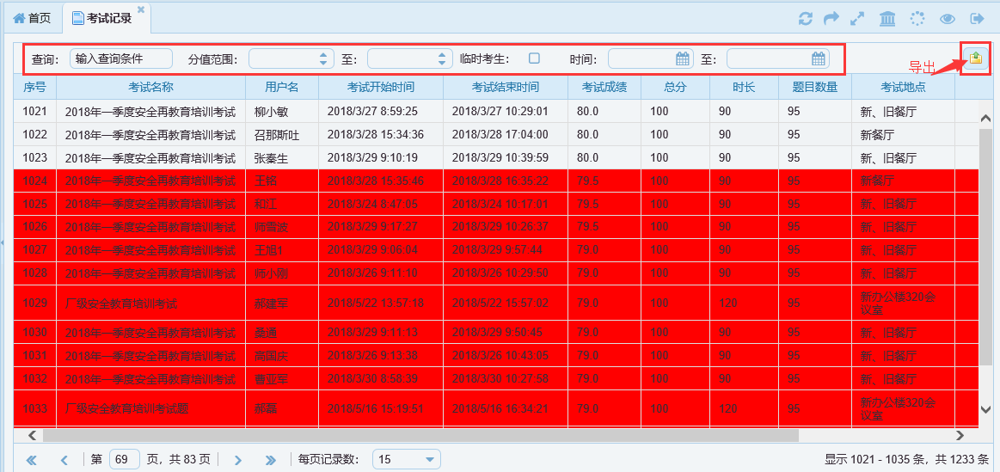 首页 考试记录
查询： 输入查询条件 分值范围： 至： 临时考生： 时间： 至： 导出
序号 考试名称 用户名 考试开始时间 考试结束时间 考试成绩 总分 时长 题目数量 考试地点
1021 2018年一季度安全再教育培训考试 柳小敏 2018/3/27 8:59:25 2018/3/27 10:29:01 80.0 100 90 95 新、旧餐厅
1022 2018年一季度安全再教育培训考试 召那斯吐 2018/3/28 15:34:36 2018/3/28 17:04:00 80.0 100 90 95 新餐厅
1023 2018年一季度安全再教育培训考试 张秦生 2018/3/29 9:10:19 2018/3/29 10:39:59 80.0 100 90 95 新、旧餐厅
1024 2018年一季度安全再教育培训考试 王铭 2018/3/28 15:35:46 2018/3/28 16:35:22 79.5 100 90 95 新餐厅
1025 2018年一季度安全再教育培训考试 和江 2018/3/24 8:47:05 2018/3/24 10:17:01 79.5 100 90 95 新、旧餐厅
1026 2018年一季度安全再教育培训考试 师雪波 2018/3/29 9:17:27 2018/3/29 10:26:37 79.5 100 90 95 新、旧餐厅
1027 2018年一季度安全再教育培训考试 王旭1 2018/3/29 9:06:04 2018/3/29 9:57:44 79.0 100 90 95 新、旧餐厅
1028 2018年一季度安全再教育培训考试 师小刚 2018/3/26 9:11:10 2018/3/26 10:29:50 79.0 100 90 95 新、旧餐厅
1029 厂级安全教育培训考试 郝建军 2018/5/22 13:57:18 2018/5/22 15:57:02 79.0 100 120 95 新办公楼320会
议室
1030 2018年一季度安全再教育培训考试 桑通 2018/3/29 9:11:13 2018/3/29 9:50:45 79.0 100 90 95 新、旧餐厅
1031 2018年一季度安全再教育培训考试 高国庆 2018/3/26 9:13:38 2018/3/26 10:43:05 79.0 100 90 95 新、旧餐厅
1032 2018年一季度安全再教育培训考试 曹业军 2018/3/30 8:58:39 2018/3/30 10:27:58 79.0 100 90 95 新、旧餐厅
1033 厂级安全教育培训考试题 郝磊 2018/5/16 15:19:51 2018/5/16 16:34:21 79.0 100 120 95 新办公楼320会
议室
第 69 页，共 83 页 每页记录数： 15 显示 1021 - 1035 条，共 1233 条